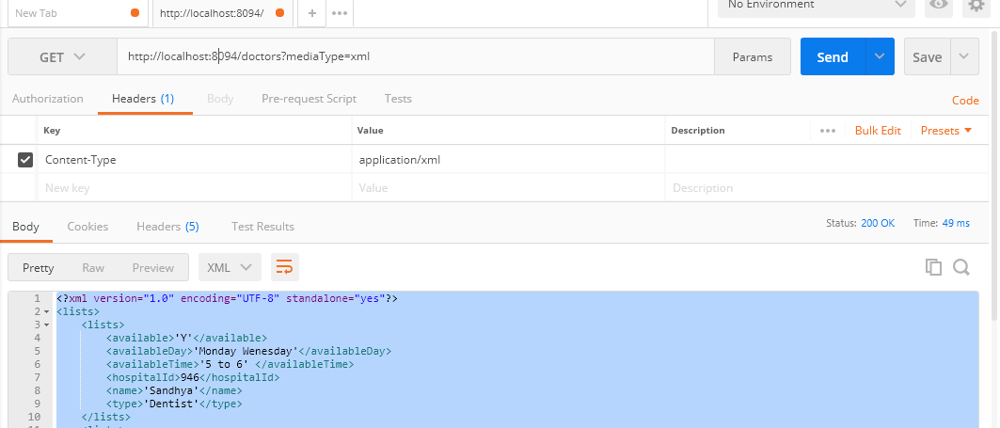 New Tab http://localhost:8094/ + ••• No Environment
GET http://localhost:8094/doctors?mediaType=xml Params Send Save
Authorization Headers (1) Body Pre-request Script Tests Code
Key Value Description ••• Bulk Edit Presets
Content-Type application/xml
New key Value Description
Body Cookies Headers (5) Test Results Status: 200 OK Time: 49 ms
Pretty Raw Preview XML
1 <?xml version="1.0" encoding="UTF-8" standalone="yes"?>
2 <lists>
3 <lists>
4 <available>'Y'</available>
5 <availableDay>'Monday Wenesday'</availableDay>
6 <availableTime>'5 to 6' </availableTime>
7 <hospitalId>946</hospitalId>
8 <name>'Sandhya'</name>
9 <type>'Dentist'</type>
10 </lists>
11 <lists>